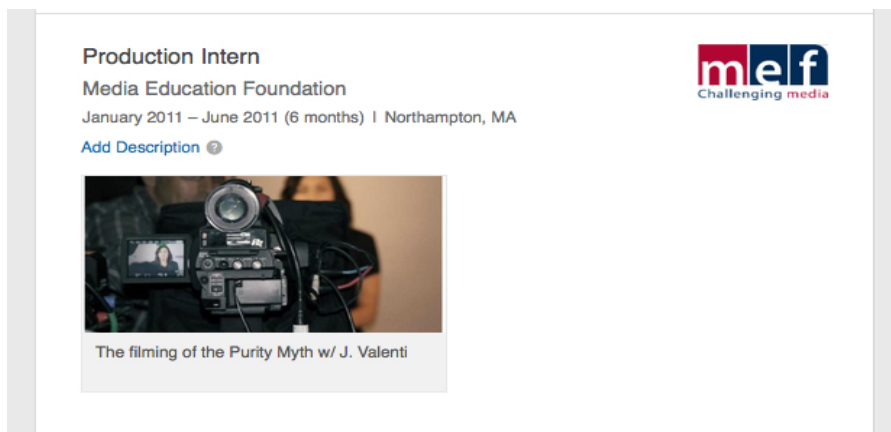 Production Intern
mef
Challenging media
Media Education Foundation
January 2011 – June 2011 (6 months) | Northampton, MA
Add Description ?
The filming of the Purity Myth w/ J. Valenti